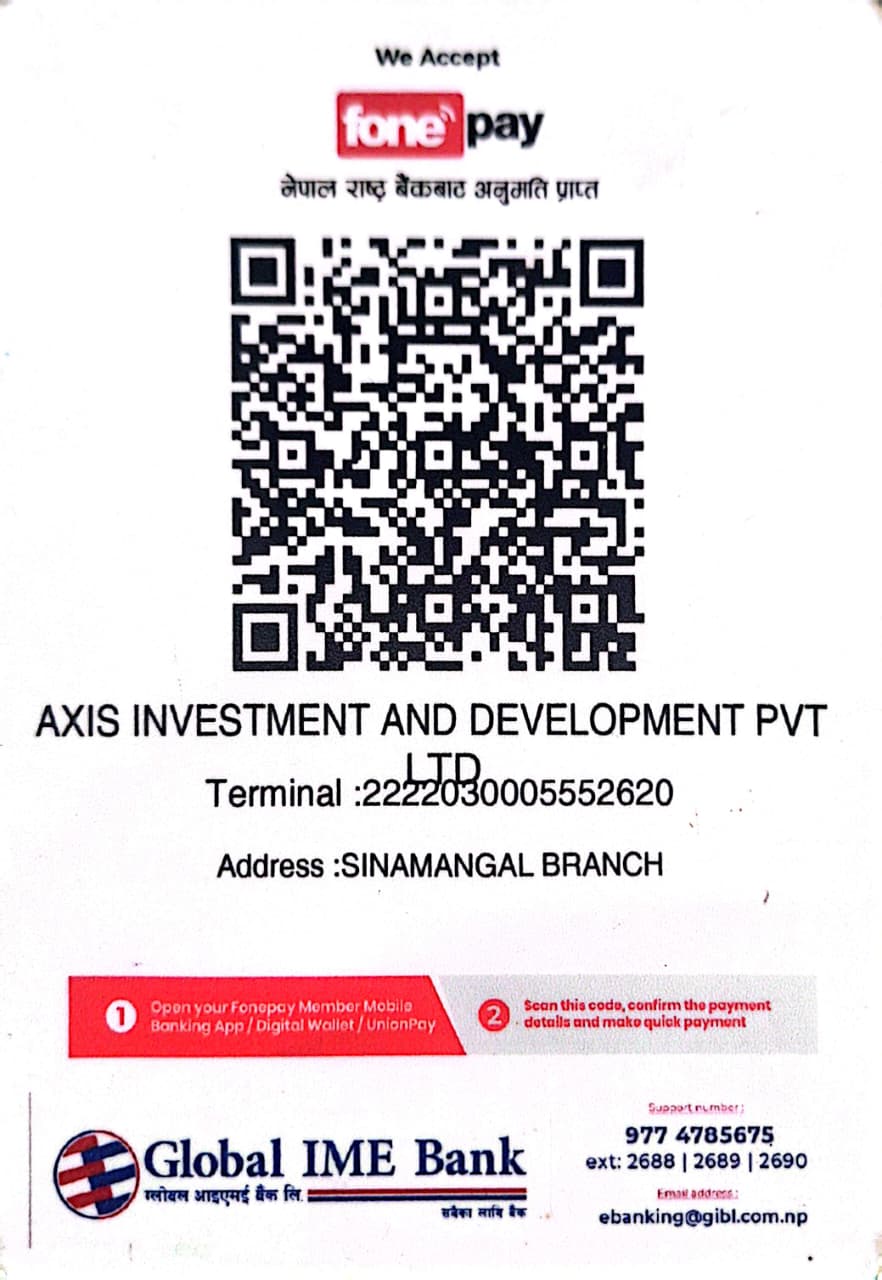 We Accept
fonepay
नेपाल राष्ट्र बैंकबाट अनुमति प्राप्त
AXIS INVESTMENT AND DEVELOPMENT PVT
LTD
Terminal :2222030005552620
Address :SINAMANGAL BRANCH
1 Open your Fonepay Member Mobile
Banking App / Digital Wallet / UnionPay
2 Scan this code, confirm the payment
details and make quick payment
Global IME Bank
ग्लोबल आइएमई बैंक लि.
सबैका लागि बैंक
Support number:
977 4785675,
ext: 2688 | 2689 | 2690
Email address:
ebanking@gibl.com.np